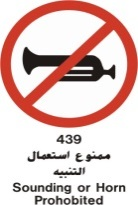 439
ممنوع استعمال
التنبيه
Sounding or Horn
Prohobited